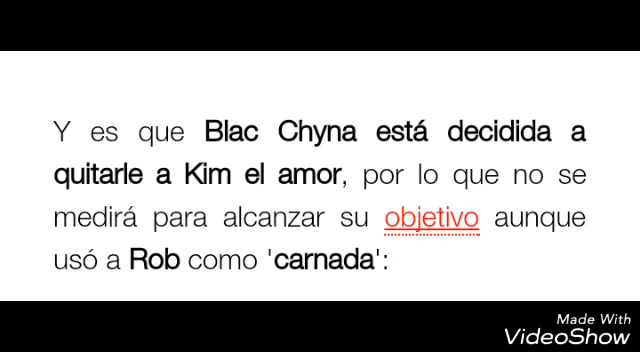 Y es que Blac Chyna está decidida a
quitarle a Kim el amor, por lo que no se
medirá para alcanzar su objetivo aunque
usó a Rob como 'carnada':
Made With
VideoShow